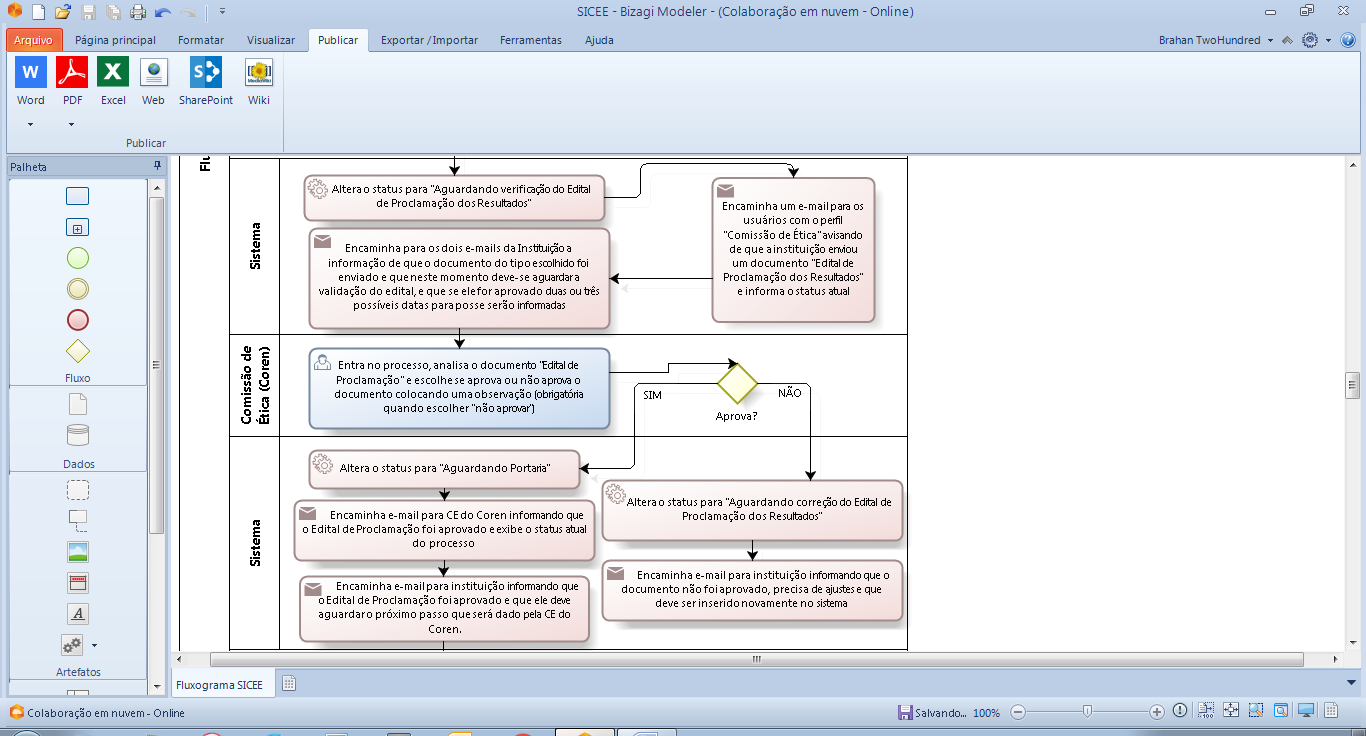 SICEE - Bizagi Modeler - (Colaboração em nuvem - Online)
Arquivo Página principal Formatar Visualizar Publicar Exportar /Importar Ferramentas Ajuda Brahan TwoHundred
W X S
Word PDF Excel Web SharePoint Wiki
Publicar
Palheta
Fluxo
Dados
A
Artefatos
Flu
Sistema
Altera o status para "Aguardando verificação do Edital
de Proclamação dos Resultados"
Encaminha um e-mail para os
usuários com o perfil
"Comissão de Ética" avisando
de que a instituição enviou
um documento "Edital de
Proclamação dos Resultados"
e informa o status atual
Encaminha para os dois e-mails da Instituição a
informação de que o documento do tipo escolhido foi
enviado e que neste momento deve-se aguardar a
validação do edital, e que se ele for aprovado duas ou três
possíveis datas para posse serão informadas
Comissão de
Ética (Coren)
Entra no processo, analisa o documento "Edital de
Proclamação" e escolhe se aprova ou não aprova o
documento colocando uma observação (obrigatória
quando escolher "não aprovar")
SIM
NÃO
Aprova?
Sistema
Altera o status para "Aguardando Portaria"
Encaminha e-mail para CE do Coren informando que
o Edital de Proclamação foi aprovado e exibe o status atual
do processo
Encaminha e-mail para instituição informando que
o Edital de Proclamação foi aprovado e que ele deve
aguardar o próximo passo que será dado pela CE do
Coren.
Altera o status para "Aguardando correção do Edital de
Proclamação dos Resultados"
Encaminha e-mail para instituição informando que o
documento não foi aprovado, precisa de ajustes e que
deve ser inserido novamente no sistema
Fluxograma SICEE
Colaboração em nuvem - Online
Salvando... 100%